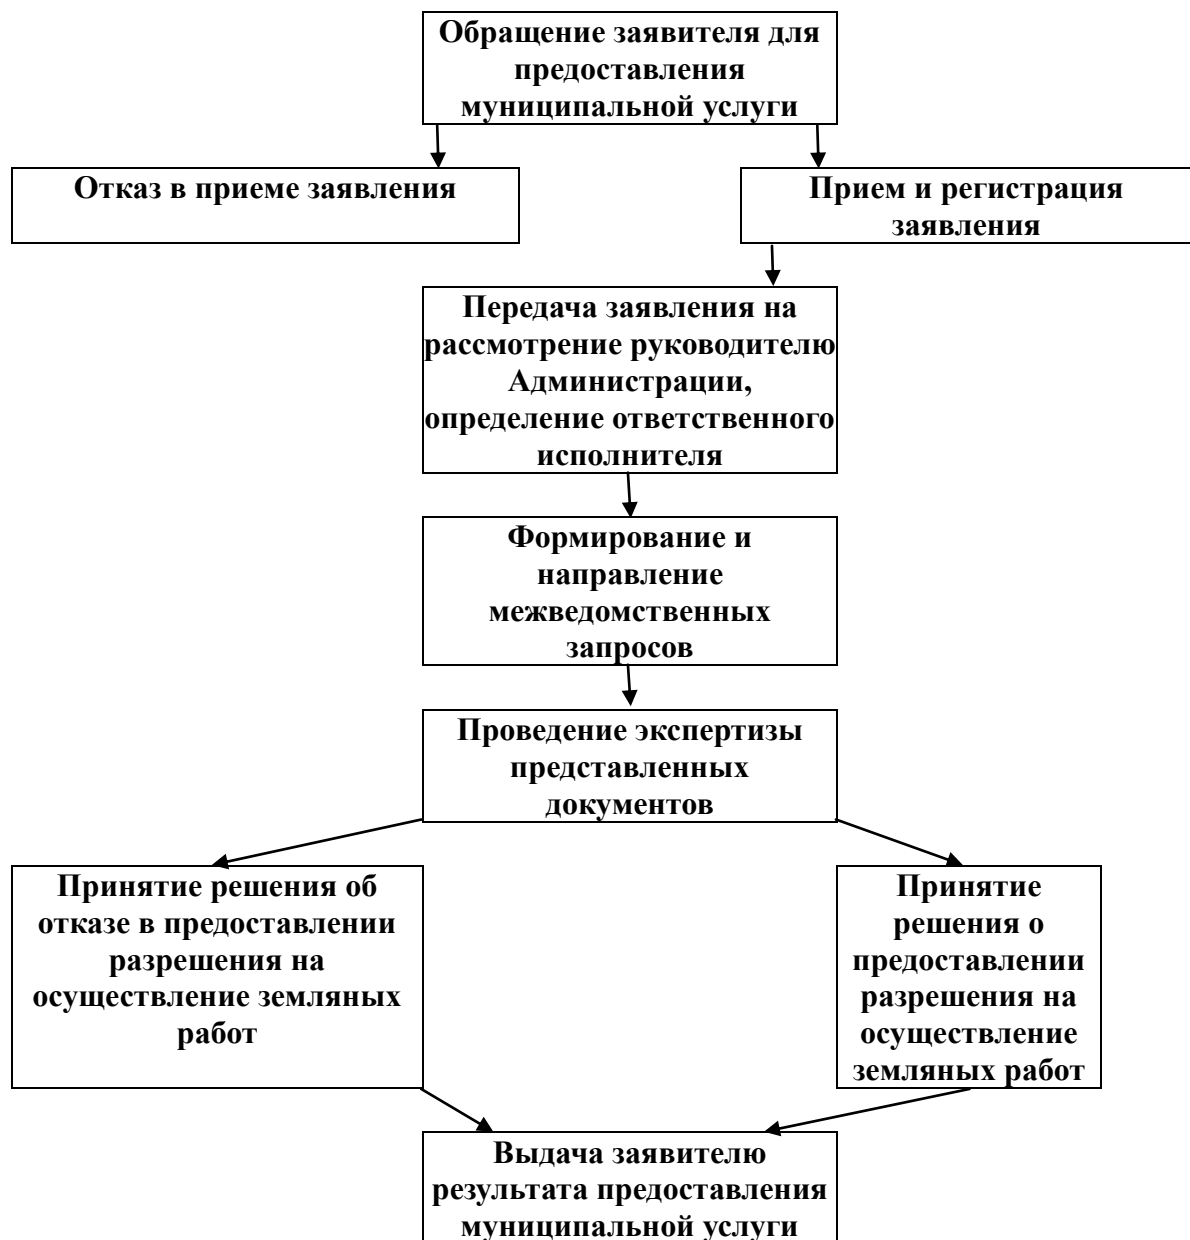 Обращение заявителя для
предоставления
муниципальной услуги
Отказ в приеме заявления
Прием и регистрация
заявления
Передача заявления на
рассмотрение руководителю
Администрации,
определение ответственного
исполнителя
Формирование и
направление
межведомственных
запросов
Проведение экспертизы
представленных
документов
Принятие решения об
отказе в предоставлении
разрешения на
осуществление земляных
работ
Принятие
решения о
предоставлении
разрешения на
осуществление
земляных работ
Выдача заявителю
результата предоставления
муниципальной услуги